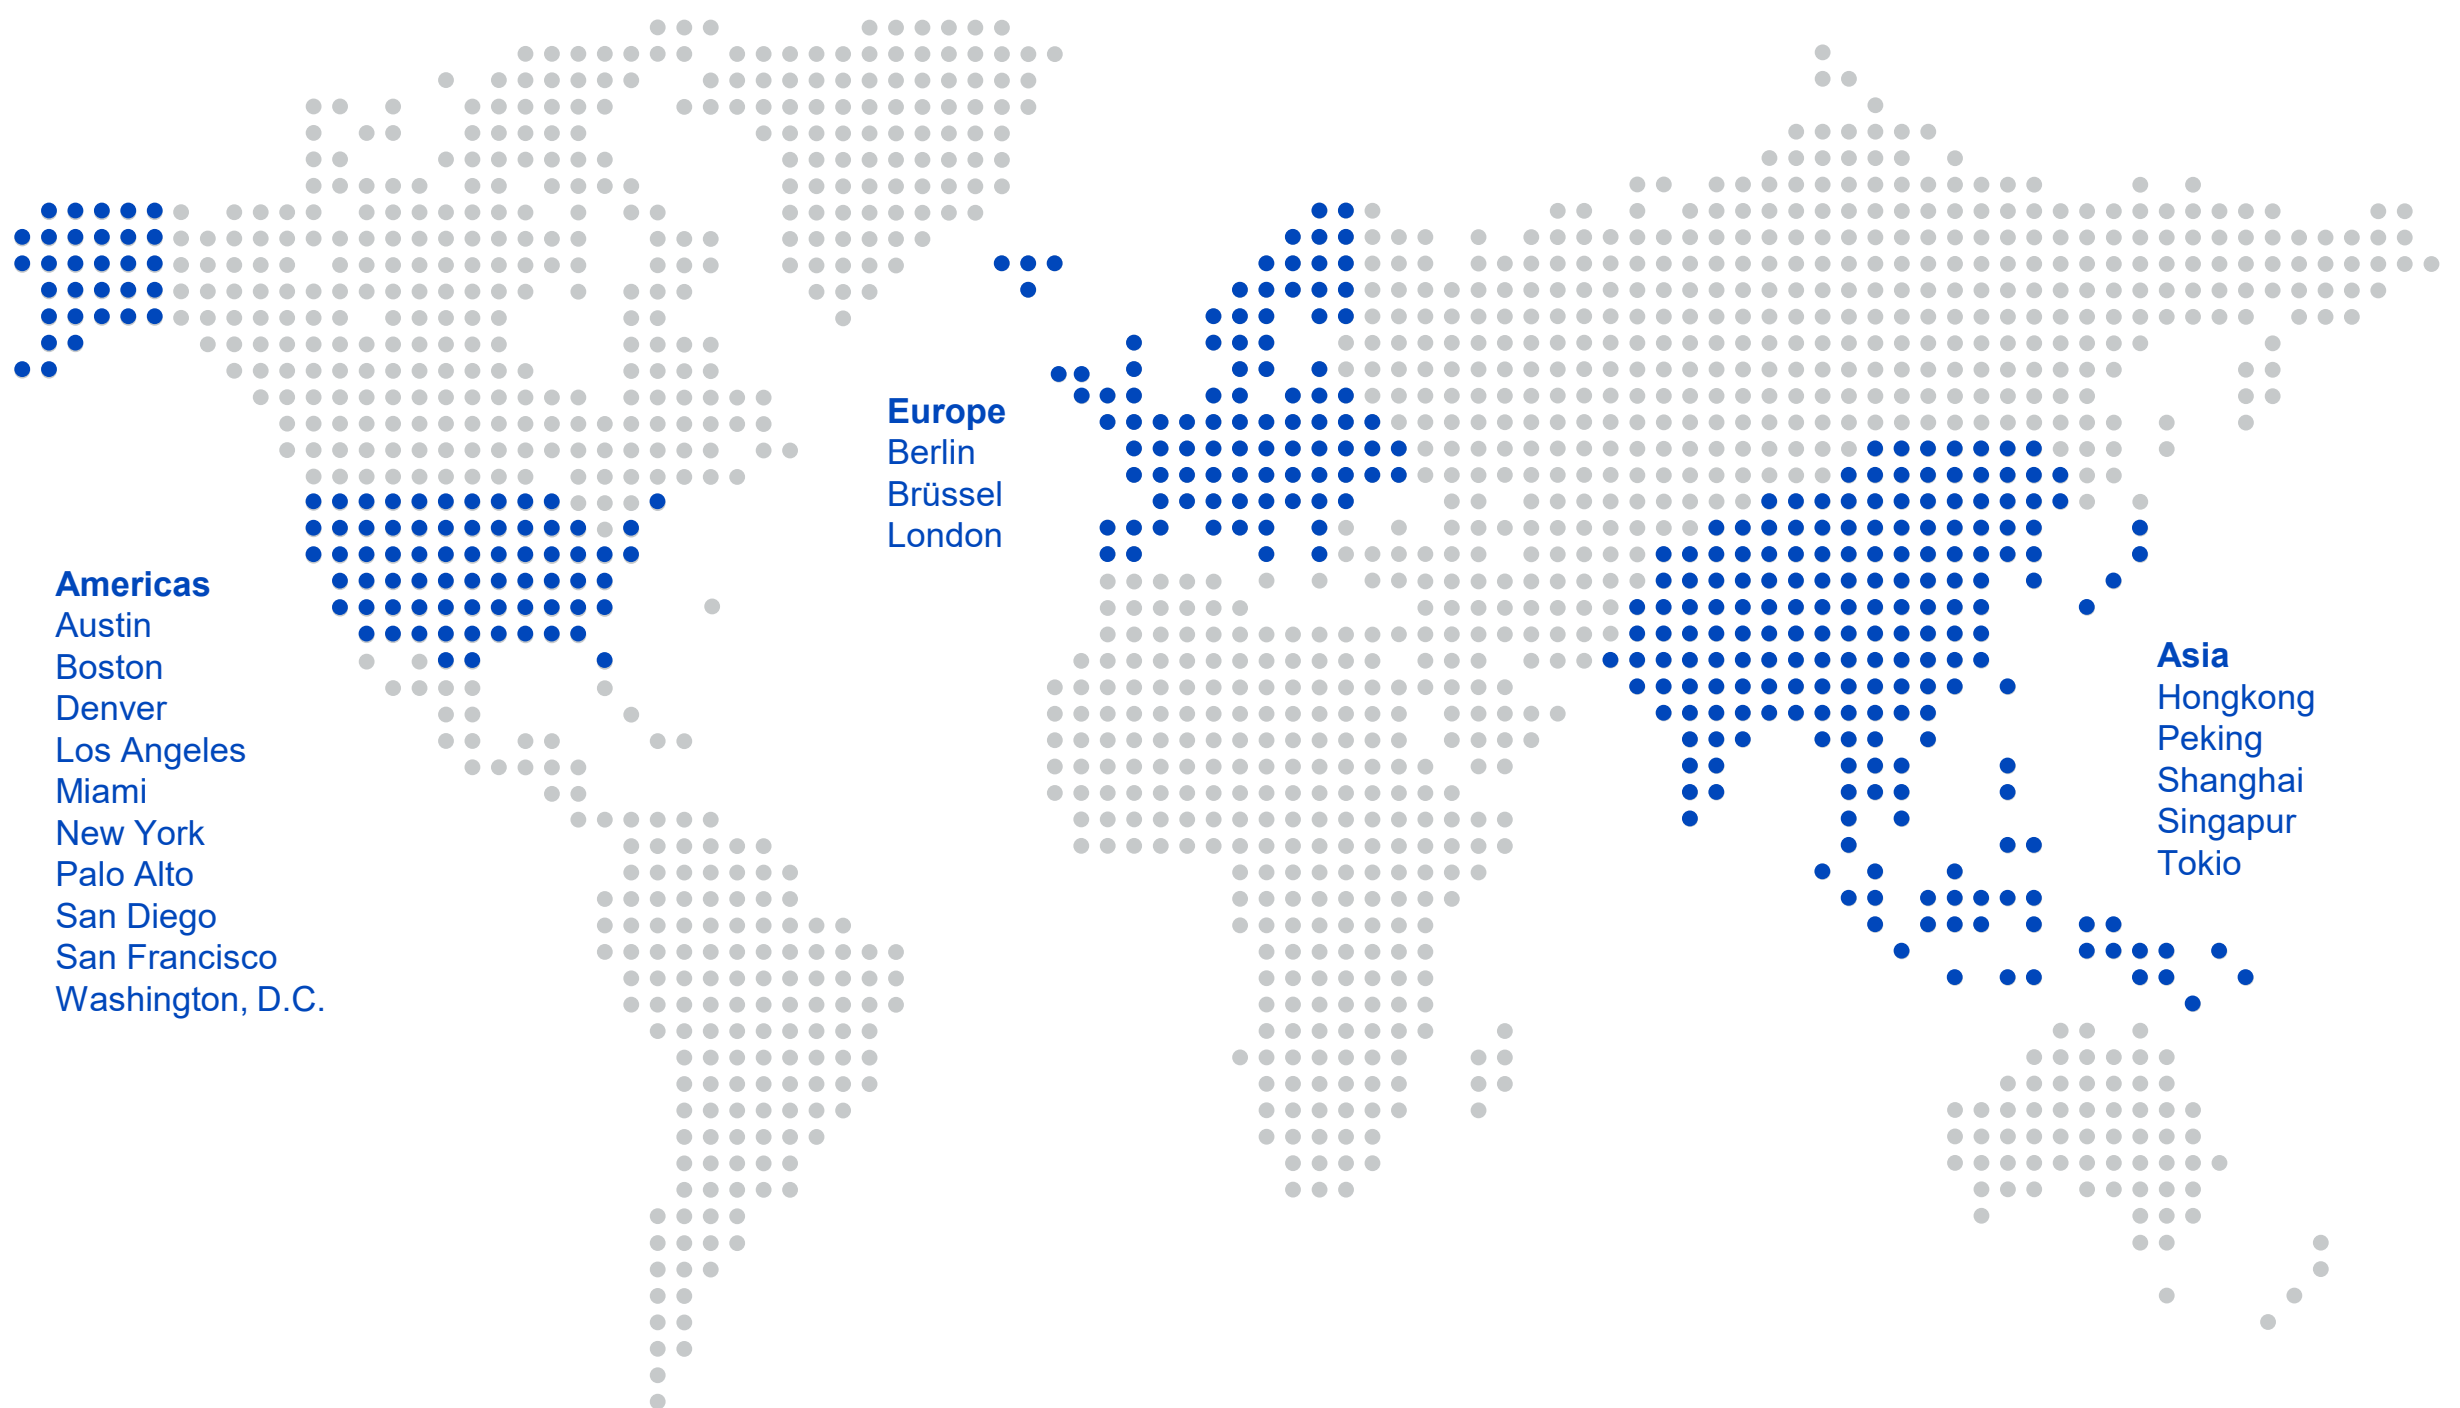 Europe
Berlin
Brüssel
London
Americas
Austin
Boston
Denver
Los Angeles
Miami
New York
Palo Alto
San Diego
San Francisco
Washington, D.C.
Asia
Hongkong
Peking
Shanghai
Singapur
Tokio